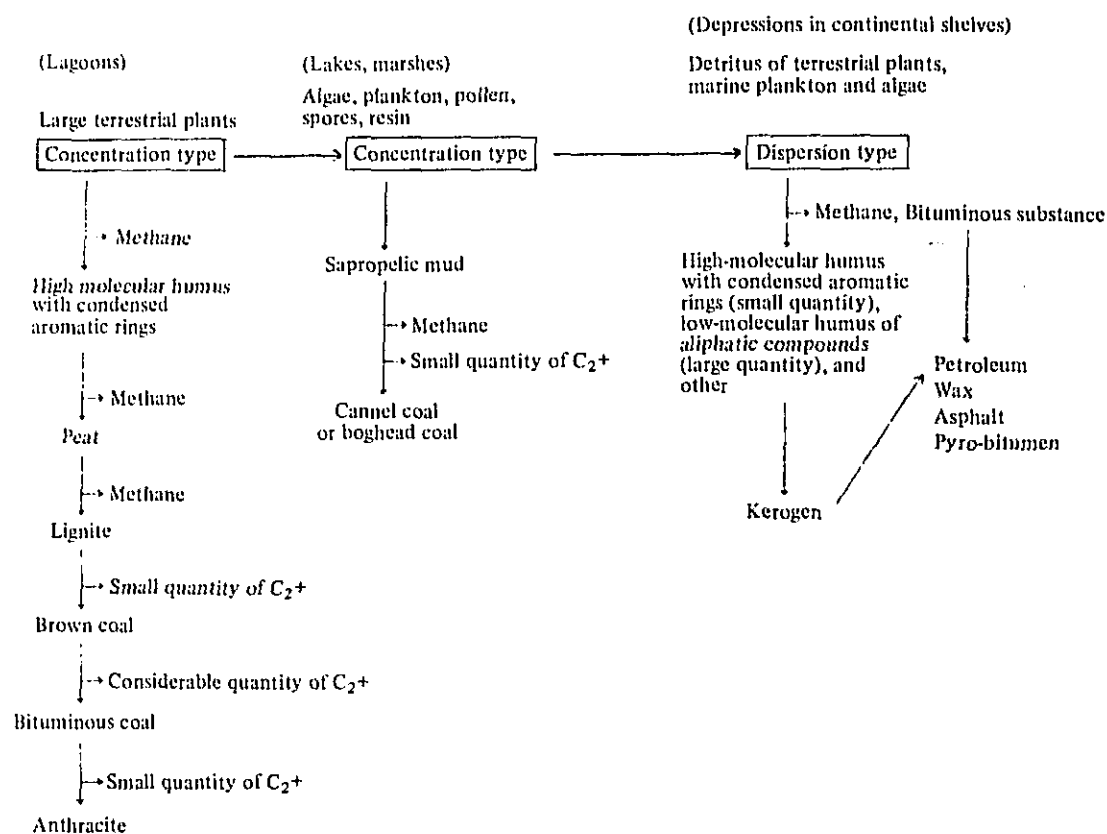 (Lagoons)
Large terrestrial plants
Concentration type
Methane
High molecular humus
with condensed
aromatic rings
Methane
Peat
Methane
Lignite
Small quantity of C₂+
Brown coal
Considerable quantity of C₂+
Bituminous coal
Small quantity of C₂+
Anthracite
(Lakes, marshes)
Algae, plankton, pollen,
spores, resin
Concentration type
Sapropelic mud
Methane
Small quantity of C₂+
Cannel coal
or boghead coal
(Depressions in continental shelves)
Detritus of terrestrial plants,
marine plankton and algae
Dispersion type
Methane, Bituminous substance
High-molecular humus
with condensed aromatic
rings (small quantity),
low-molecular humus of
aliphatic compounds
(large quantity), and
other
Kerogen
Petroleum
Wax
Asphalt
Pyro-bitumen